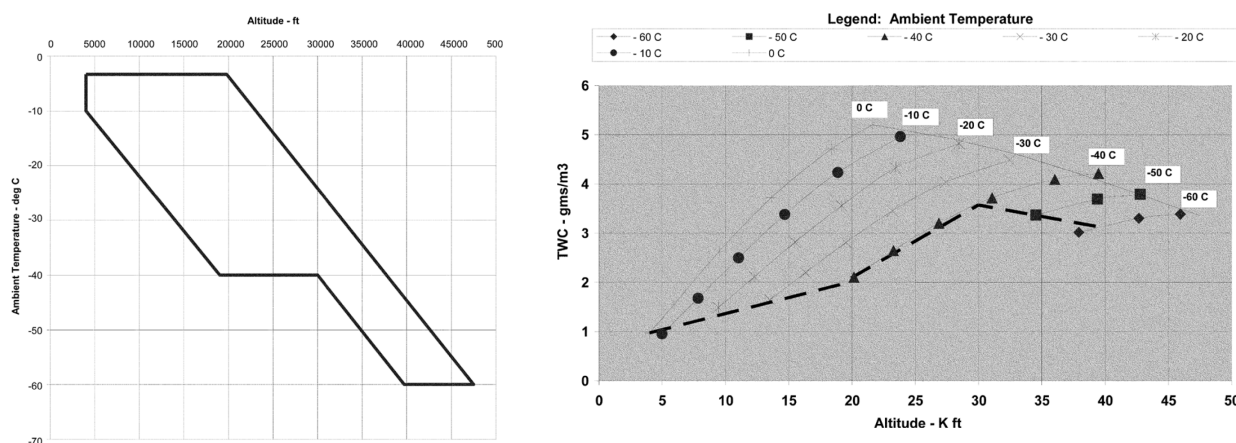 Altitude - ft
0 5000 10000 15000 20000 25000 30000 35000 40000 45000 500
0
-10
-20
-30
-40
-50
-60
-70
Ambient Temperature - deg C
Legend: Ambient Temperature
- 60 C - 50 C - 40 C - 30 C - 20 C
- 10 C 0 C
6
5
4
3
2
1
0
TWC - gms/m3
0 C
-10 C
-20 C
-30 C
-40 C
-50 C
-60 C
0 5 10 15 20 25 30 35 40 45 50
Altitude - K ft